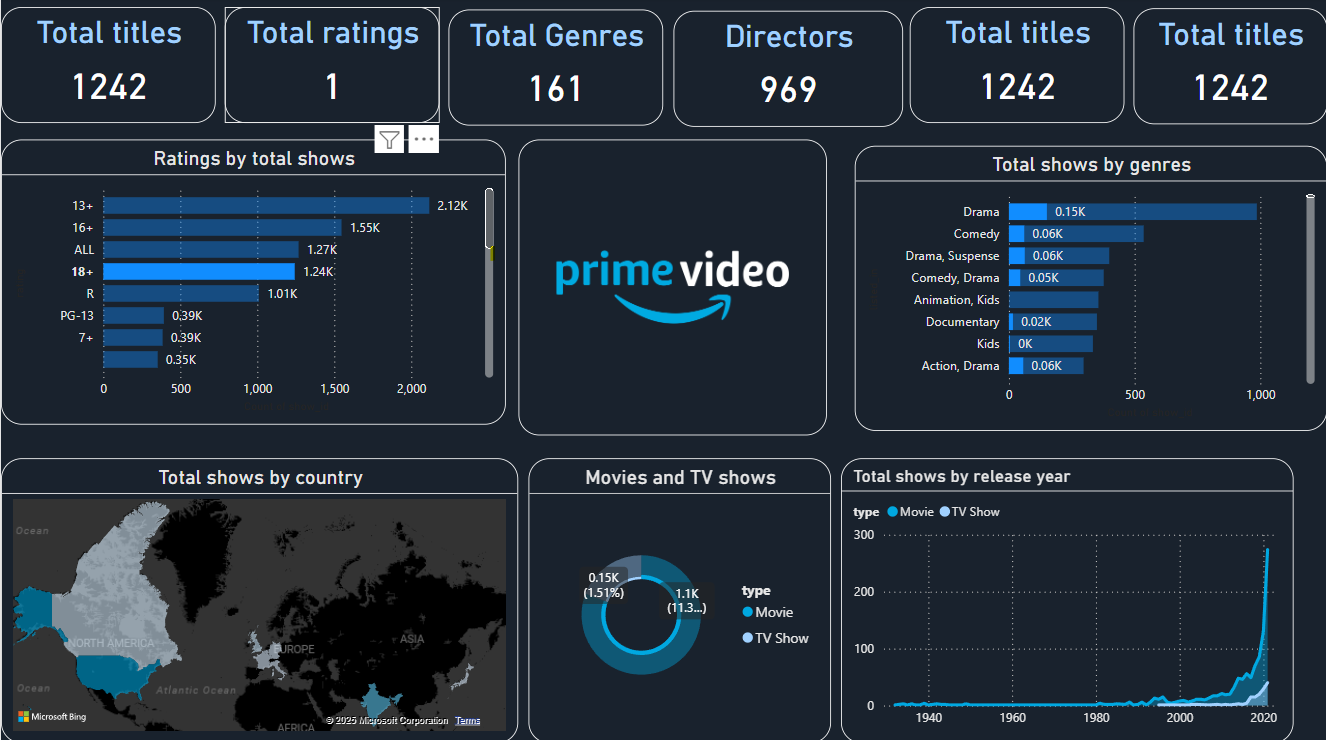 Total titles
1242
Total ratings
1
Total Genres
161
Directors
969
Total titles
1242
Total titles
1242
Ratings by total shows
13+ 2.12K
16+ 1.55K
ALL 1.27K
18+ 1.24K
R 1.01K
PG-13 0.39K
7+ 0.39K
0.35K
0 500 1,000 1,500 2,000
prime video
Total shows by genres
Drama 0.15K
Comedy 0.06K
Drama, Suspense 0.06K
Comedy, Drama 0.05K
Animation, Kids
Documentary 0.02K
Kids 0K
Action, Drama 0.06K
0 500 1,000
Total shows by country
Ocean
NORTH AMERICA
EUROPE
ASIA
Ocean
Atlantic Ocean
AFRICA
Microsoft Bing
© 2025 Microsoft Corporation Terms
Movies and TV shows
0.15K
(1.51%)
1.1K
(11.3...)
type
Movie
TV Show
Total shows by release year
type Movie TV Show
300
200
100
0
1940 1960 1980 2000 2020